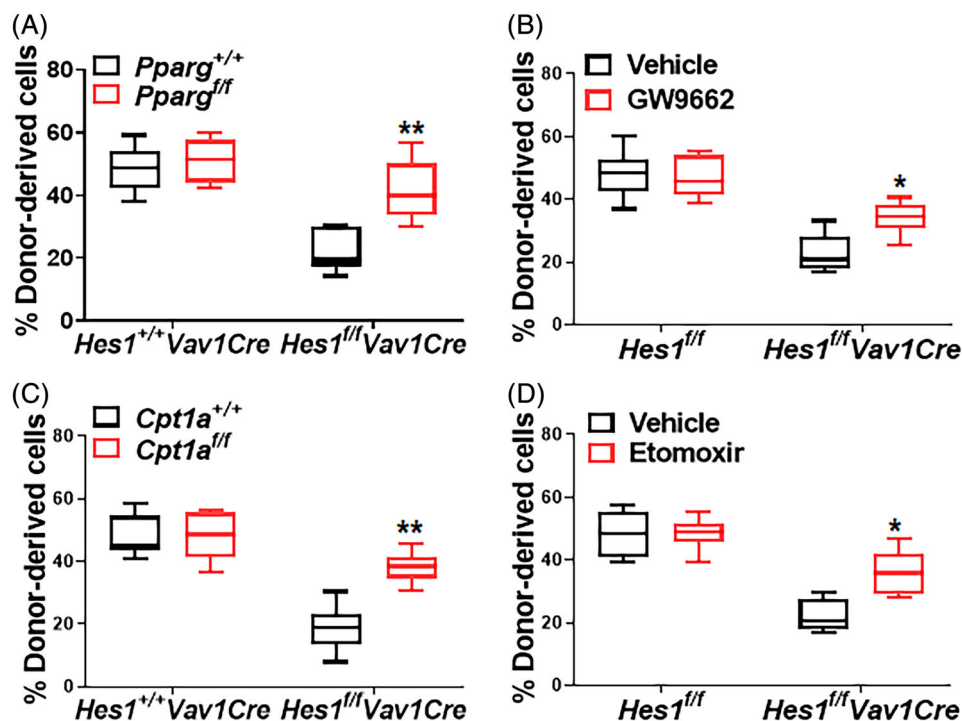 (A)
% Donor-derived cells
80
60
40
20
0
Pparg+/+
Ppargf/f
**
Hes1+/+Vav1Cre Hes1f/fVav1Cre
(B)
% Donor-derived cells
80
60
40
20
0
Vehicle
GW9662
*
Hes1f/f Hes1f/fVav1Cre
(C)
% Donor-derived cells
80
60
40
20
0
Cpt1a+/+
Cpt1af/f
**
Hes1+/+Vav1Cre Hes1f/fVav1Cre
(D)
% Donor-derived cells
80
60
40
20
0
Vehicle
Etomoxir
*
Hes1f/f Hes1f/fVav1Cre